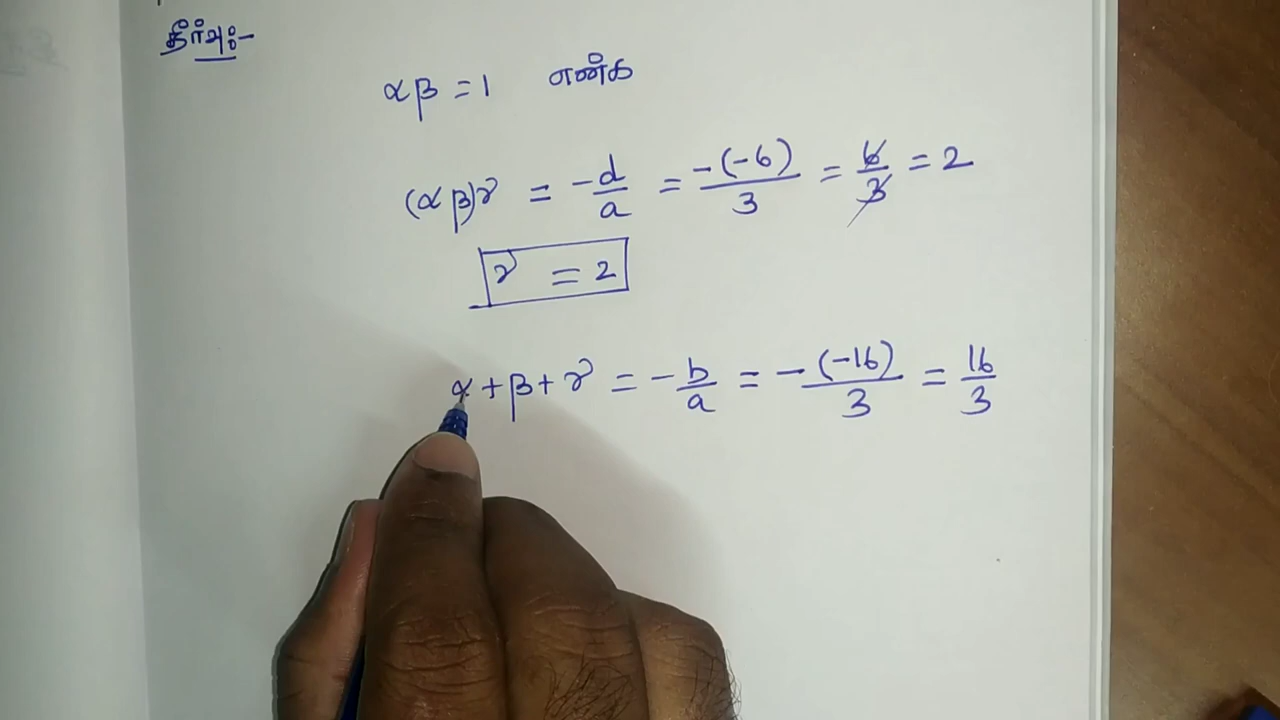 தீர்வு:-
αβ = 1 என்க
(αβ)γ = -d/a = -(-6)/3 = 6/3 = 2
γ = 2
α + β + γ = -b/a = -(-16)/3 = 16/3